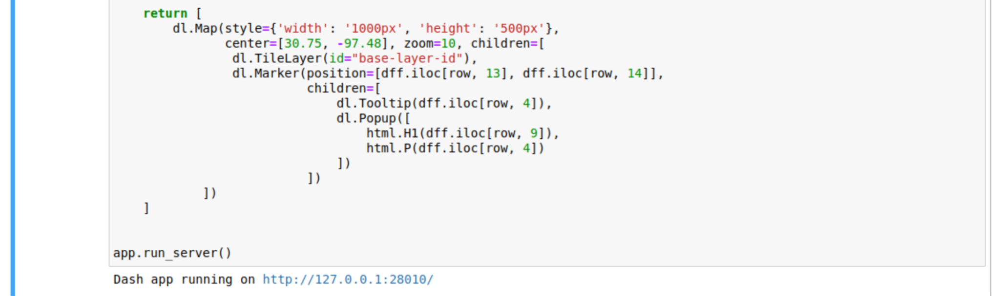 return [
dl.Map(style={'width': '1000px', 'height': '500px'},
center=[30.75, -97.48], zoom=10, children=[
dl.TileLayer(id="base-layer-id"),
dl.Marker(position=[dff.iloc[row, 13], dff.iloc[row, 14]],
children=[
dl.Tooltip(dff.iloc[row, 4]),
dl.Popup([
html.H1(dff.iloc[row, 9]),
html.P(dff.iloc[row, 4])
])
])
])
]
app.run_server()
Dash app running on http://127.0.0.1:28010/